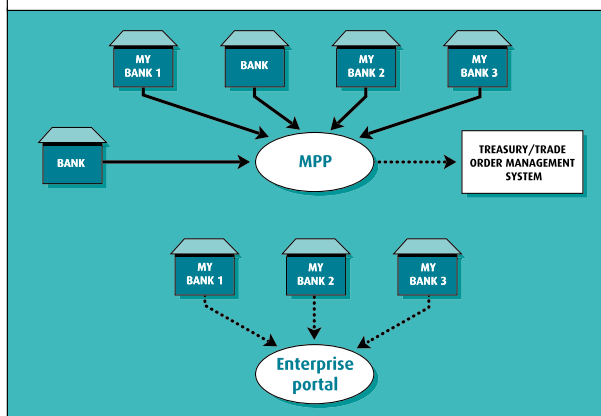 MY
BANK 1
BANK
MY
BANK 2
MY
BANK 3
BANK
MPP
TREASURY/TRADE
ORDER MANAGEMENT
SYSTEM
MY
BANK 1
MY
BANK 2
MY
BANK 3
Enterprise
portal